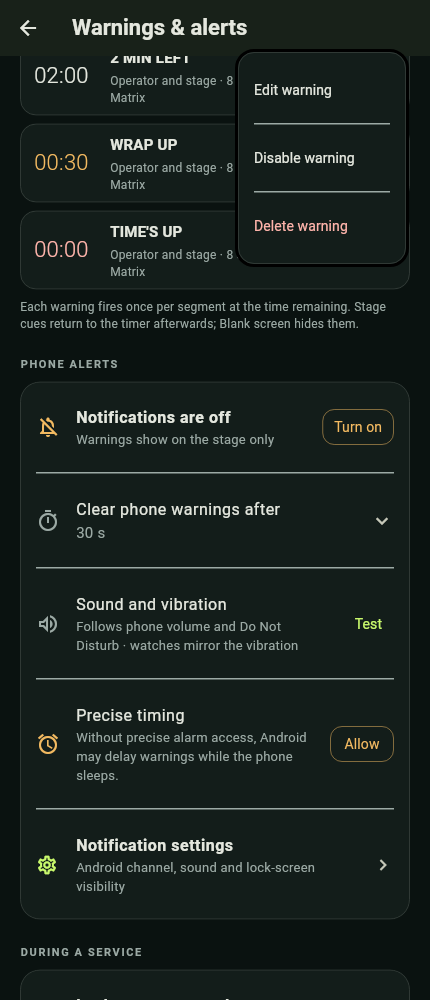 Warnings & alerts
02:00
2 MIN LEFT
Operator and stage · 8
Matrix
00:30
WRAP UP
Operator and stage · 8
Matrix
00:00
TIME'S UP
Operator and stage · 8
Matrix
Edit warning
Disable warning
Delete warning
Each warning fires once per segment at the time remaining. Stage
cues return to the timer afterwards; Blank screen hides them.
PHONE ALERTS
Notifications are off
Warnings show on the stage only
Turn on
Clear phone warnings after
30 s
Sound and vibration
Follows phone volume and Do Not
Disturb · watches mirror the vibration
Test
Precise timing
Without precise alarm access, Android
may delay warnings while the phone
sleeps.
Allow
Notification settings
Android channel, sound and lock-screen
visibility
DURING A SERVICE